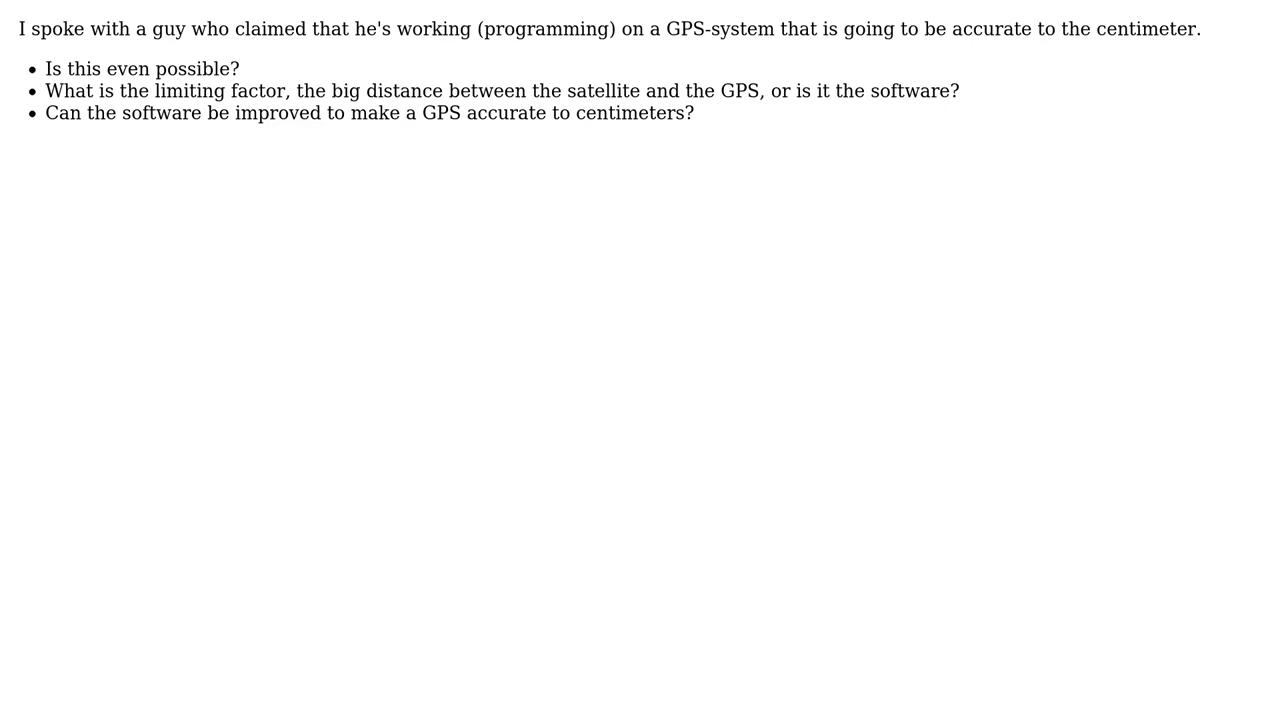 I spoke with a guy who claimed that he's working (programming) on a GPS-system that is going to be accurate to the centimeter.
• Is this even possible?
• What is the limiting factor, the big distance between the satellite and the GPS, or is it the software?
• Can the software be improved to make a GPS accurate to centimeters?